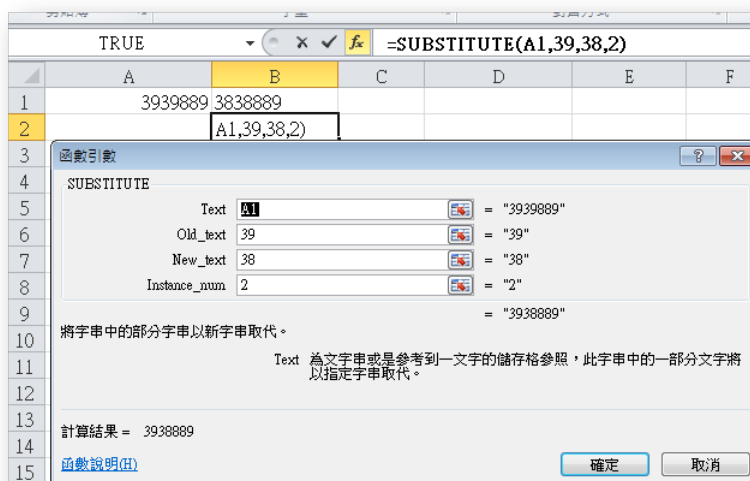 TRUE =SUBSTITUTE(A1,39,38,2)
A B C D E F
1 3939889 3838889
2 A1,39,38,2)
3 函數引數
4 SUBSTITUTE
5 Text A1 = "3939889"
6 Old_text 39 = "39"
7 New_text 38 = "38"
8 Instance_num 2 = "2"
9 = "3938889"
10 將字串中的部分字串以新字串取代。
11 Text 為文字串或是參考到一文字的儲存格參照，此字串中的一部分文字將
以指定字串取代。
12
13 計算結果 = 3938889
14
15 函數說明(H) 確定 取消